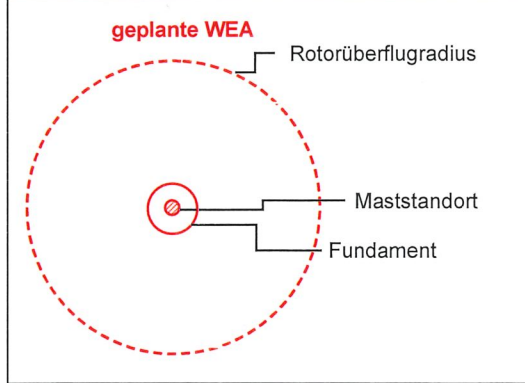 geplante WEA
Rotorüberflugradius
Maststandort
Fundament